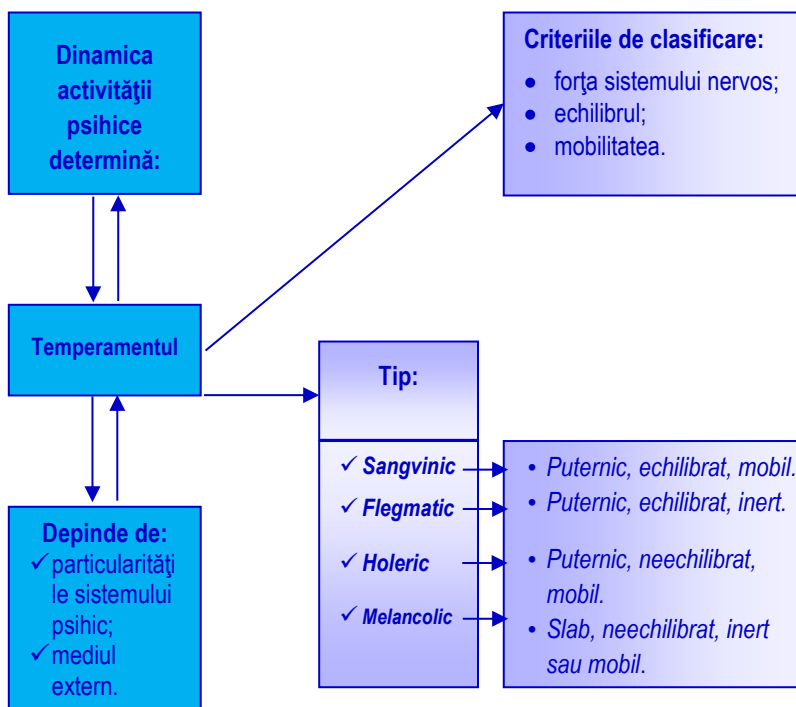 Dinamica
activităţii
psihice
determină:
Criteriile de clasificare:
● forţa sistemului nervos;
● echilibrul;
● mobilitatea.
Temperamentul
Tip:
✓ Sangvinic
✓ Flegmatic
✓ Holeric
✓ Melancolic
• Puternic, echilibrat, mobil.
• Puternic, echilibrat, inert.
• Puternic, neechilibrat,
mobil.
• Slab, neechilibrat, inert
sau mobil.
Depinde de:
✓ particularităţi
le sistemului
psihic;
✓ mediul
extern.